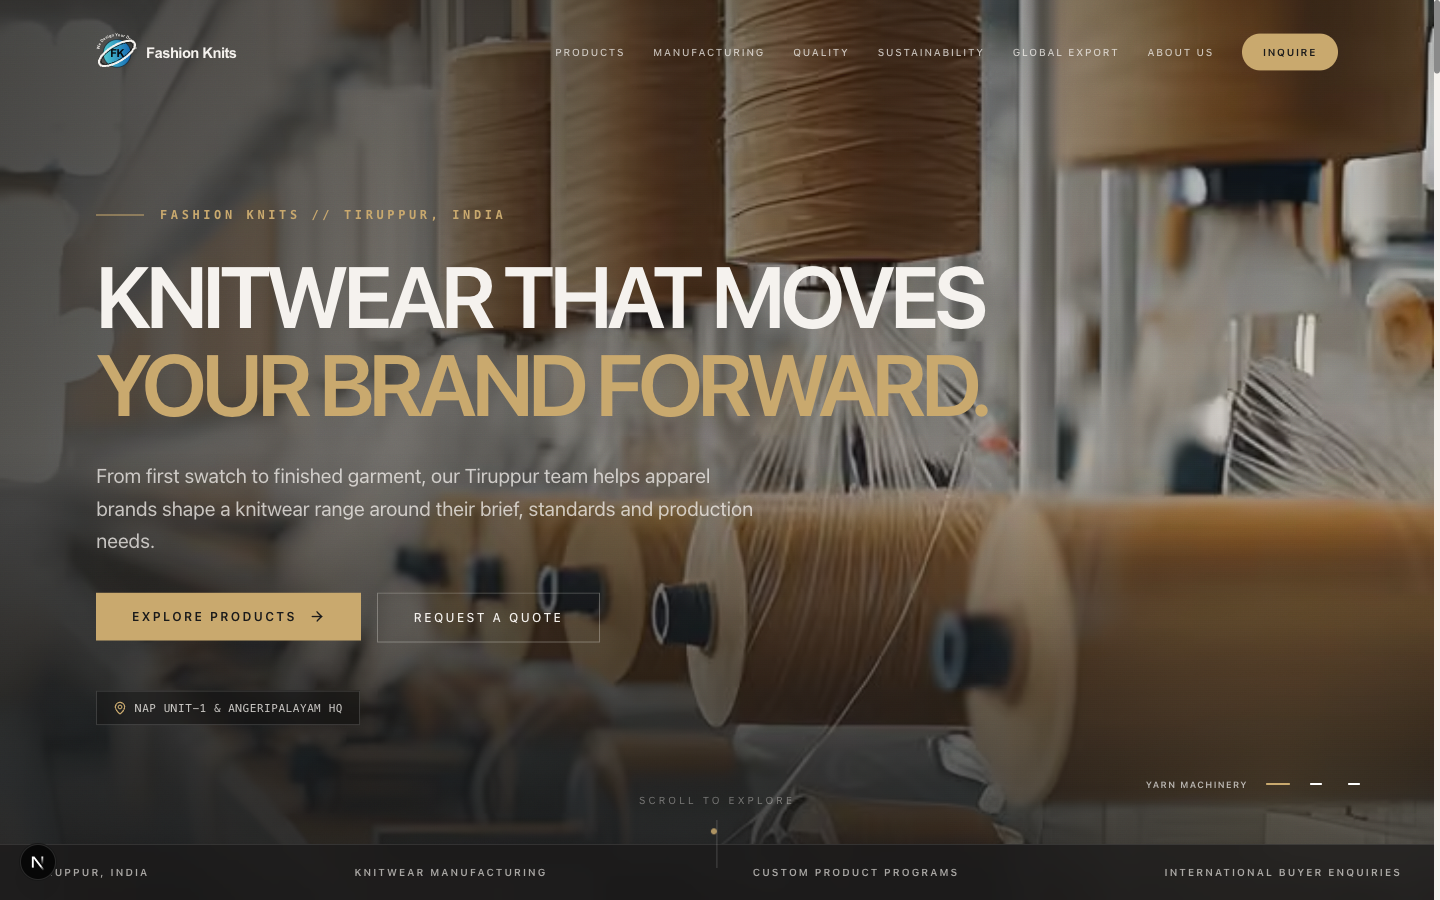 FK
Fashion Knits
PRODUCTS
MANUFACTURING
QUALITY
SUSTAINABILITY
GLOBAL EXPORT
ABOUT US
INQUIRE
FASHION KNITS // TIRUPPUR, INDIA
KNITWEAR THAT MOVES
YOUR BRAND FORWARD.
From first swatch to finished garment, our Tiruppur team helps apparel
brands shape a knitwear range around their brief, standards and production
needs.
EXPLORE PRODUCTS →
REQUEST A QUOTE
NAP UNIT–1 & ANGERIPALAYAM HQ
YARN MACHINERY
SCROLL TO EXPLORE
N
UPPUR, INDIA
KNITWEAR MANUFACTURING
CUSTOM PRODUCT PROGRAMS
INTERNATIONAL BUYER ENQUIRIES